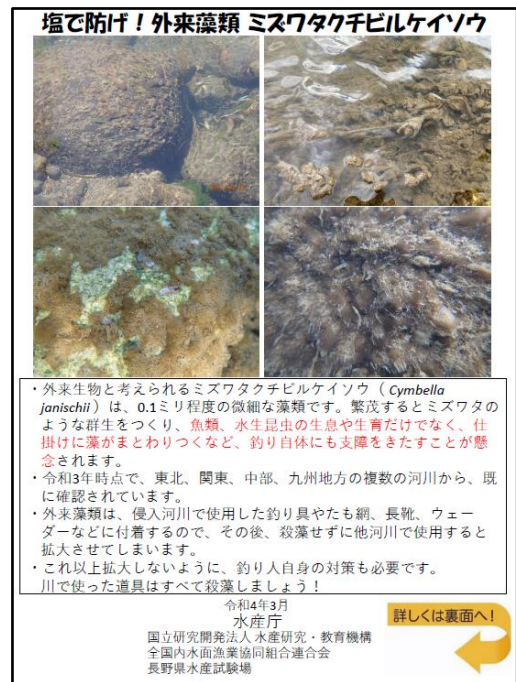 塩で防げ！外来藻類 ミズワタクチビルケイソウ
・外来生物と考えられるミズワタクチビルケイソウ（ Cymbella
janischii ）は、0.1ミリ程度の微細な藻類です。繁茂するとミズワタの
ような群生をつくり、魚類、水生昆虫の生息や生育だけでなく、仕
掛けに藻がまとわりつくなど、釣り自体にも支障をきたすことが懸
念されます。
・令和3年時点で、東北、関東、中部、九州地方の複数の河川から、既
に確認されています。
・外来藻類は、侵入河川で使用した釣り具やたも網、長靴、ウェー
ダーなどに付着するので、その後、殺藻せずに他河川で使用すると
拡大させてしまいます。
・これ以上拡大しないように、釣り人自身の対策も必要です。
川で使った道具はすべて殺藻しましょう！
令和4年3月
水産庁
国立研究開発法人 水産研究・教育機構
全国内水面漁業協同組合連合会
長野県水産試験場
詳しくは裏面へ！